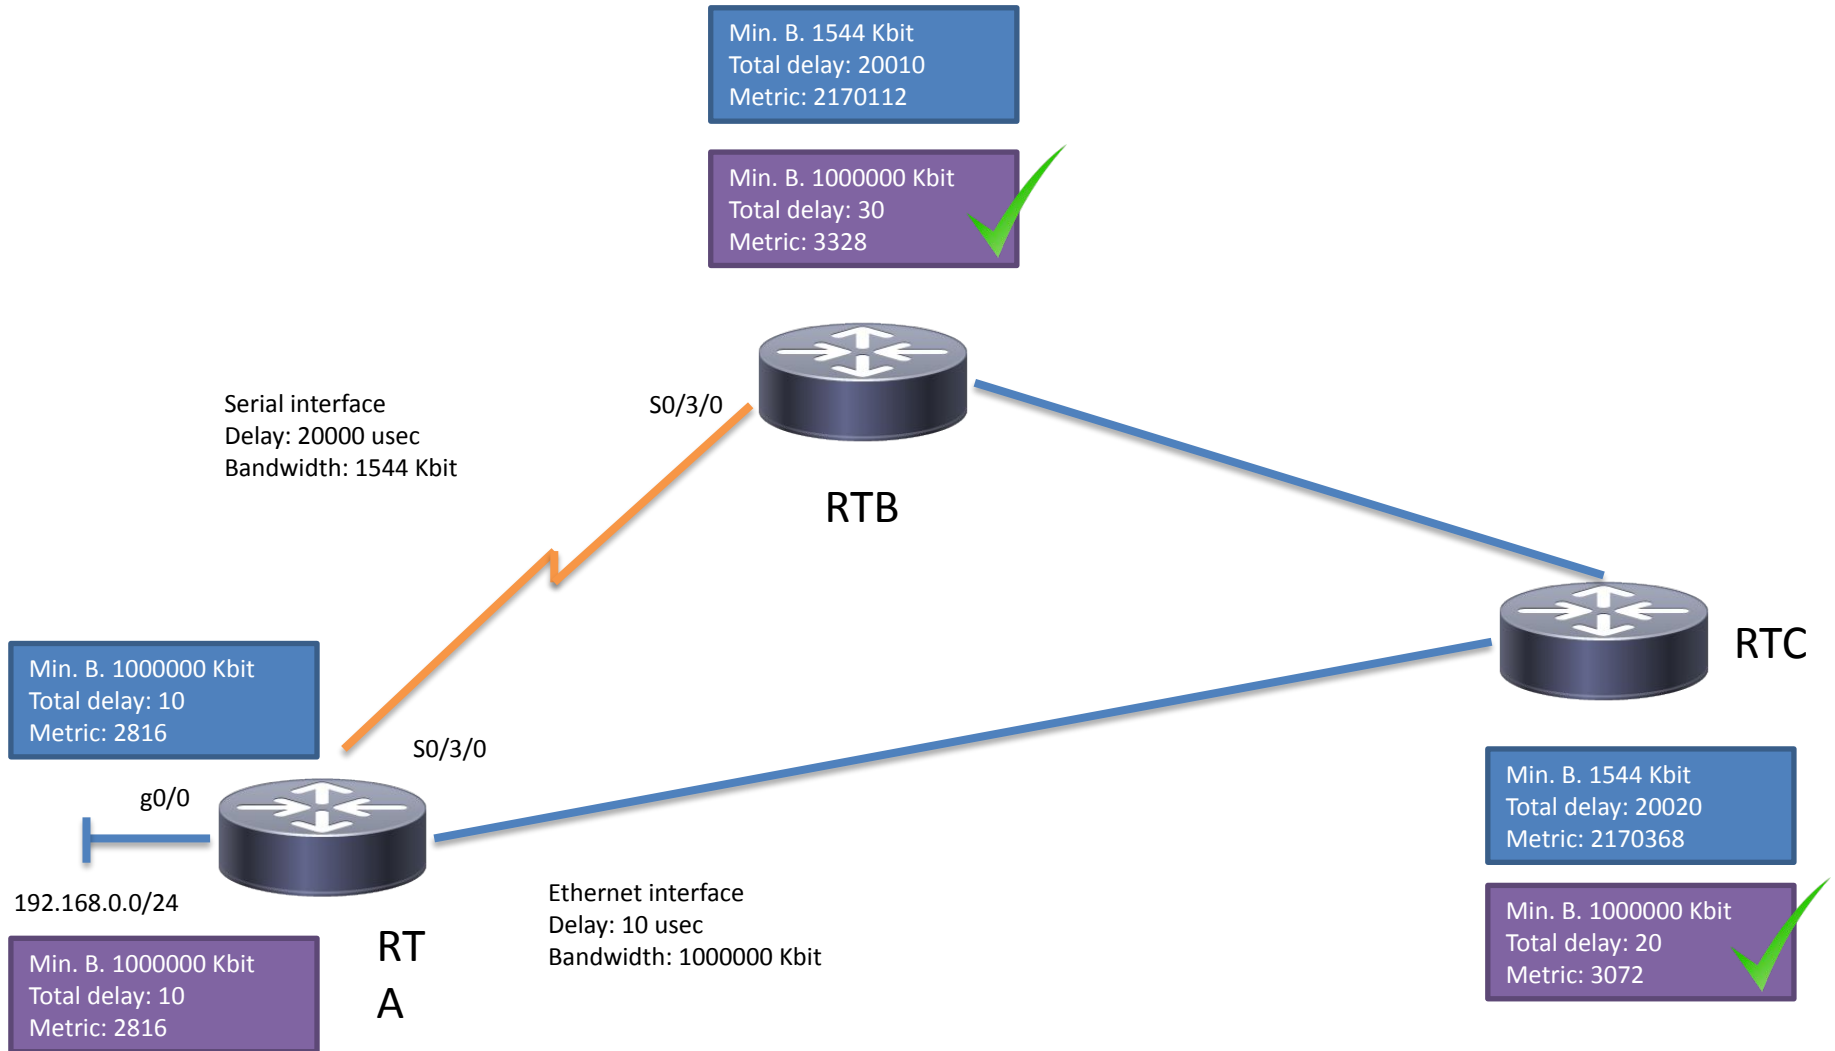 Min. B. 1544 Kbit
Total delay: 20010
Metric: 2170112
Min. B. 1000000 Kbit
Total delay: 30
Metric: 3328
Serial interface
Delay: 20000 usec
Bandwidth: 1544 Kbit
S0/3/0
RTB
RTC
Min. B. 1000000 Kbit
Total delay: 10
Metric: 2816
S0/3/0
g0/0
192.168.0.0/24
Min. B. 1000000 Kbit
Total delay: 10
Metric: 2816
RT
A
Ethernet interface
Delay: 10 usec
Bandwidth: 1000000 Kbit
Min. B. 1544 Kbit
Total delay: 20020
Metric: 2170368
Min. B. 1000000 Kbit
Total delay: 20
Metric: 3072